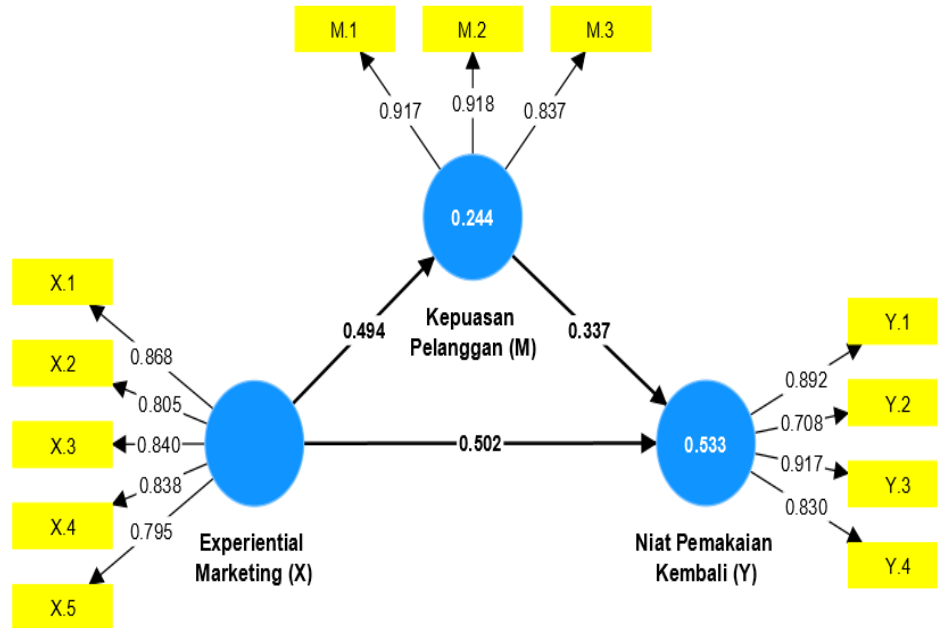 M.1
M.2
M.3
0.917
0.918
0.837
0.244
Kepuasan
Pelanggan (M)
X.1
X.2
X.3
X.4
X.5
0.868
0.805
0.840
0.838
0.795
0.494
0.337
0.502
Experiential
Marketing (X)
0.533
Niat Pemakaian
Kembali (Y)
0.892
0.708
0.917
0.830
Y.1
Y.2
Y.3
Y.4